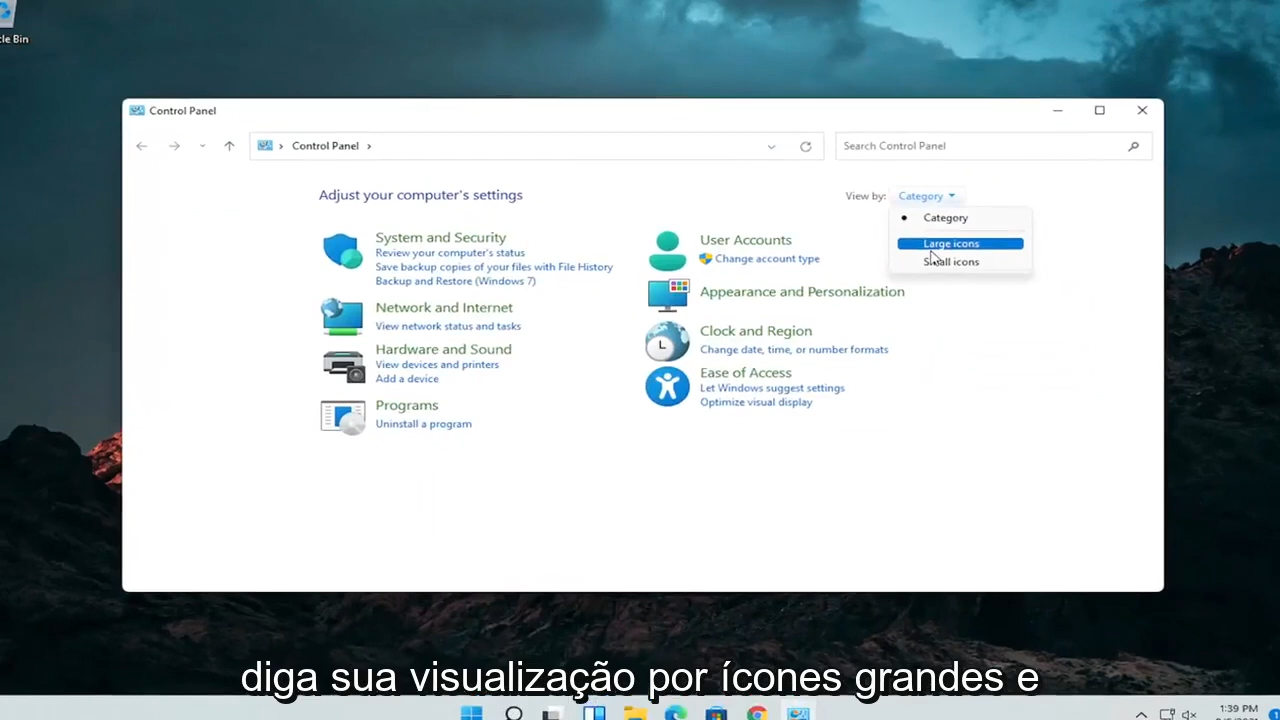 cle Bin
Control Panel
Control Panel
Search Control Panel
Adjust your computer's settings
View by: Category
Category
Large icons
Small icons
System and Security
Review your computer's status
Save backup copies of your files with File History
Backup and Restore (Windows 7)
Network and Internet
View network status and tasks
Hardware and Sound
View devices and printers
Add a device
Programs
Uninstall a program
User Accounts
Change account type
Appearance and Personalization
Clock and Region
Change date, time, or number formats
Ease of Access
Let Windows suggest settings
Optimize visual display
diga sua visualização por ícones grandes e
1:39 PM